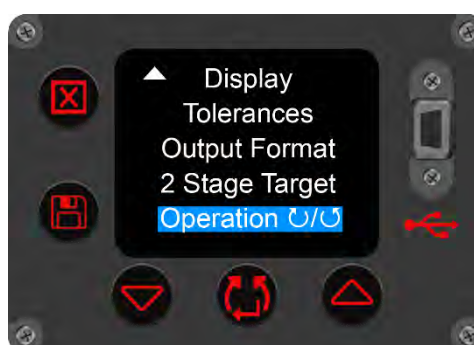 Display
Tolerances
Output Format
2 Stage Target
Operation ↻/↺